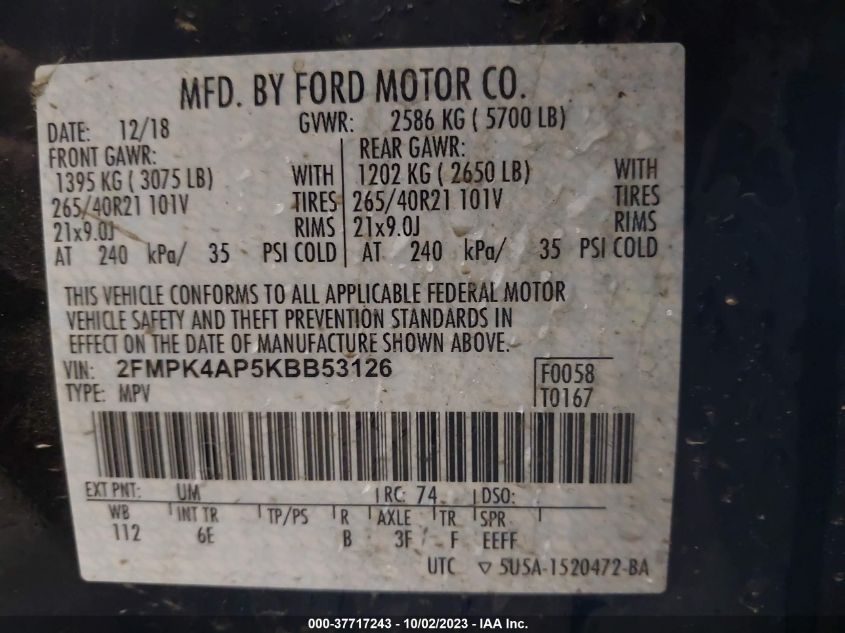 MFD. BY FORD MOTOR CO.
DATE: 12/18 GVWR: 2586 KG ( 5700 LB)
FRONT GAWR: REAR GAWR:
1395 KG ( 3075 LB) WITH 1202 KG ( 2650 LB) WITH
265/40R21 101V TIRES 265/40R21 101V TIRES
21x9.0J RIMS 21x9.0J RIMS
AT 240 kPa/ 35 PSI COLD AT 240 kPa/ 35 PSI COLD
THIS VEHICLE CONFORMS TO ALL APPLICABLE FEDERAL MOTOR
VEHICLE SAFETY AND THEFT PREVENTION STANDARDS IN
EFFECT ON THE DATE OF MANUFACTURE SHOWN ABOVE.
VIN: 2FMPK4AP5KBB53126 F0058
TYPE: MPV T0167
EXT PNT: UM RC: 74 DSO:
WB INT TR TP/PS R AXLE TR SPR
112 6E B 3F F EEFF
UTC ▽ 5U5A-1520472-BA
000-37717243 - 10/02/2023 - IAAI Inc.